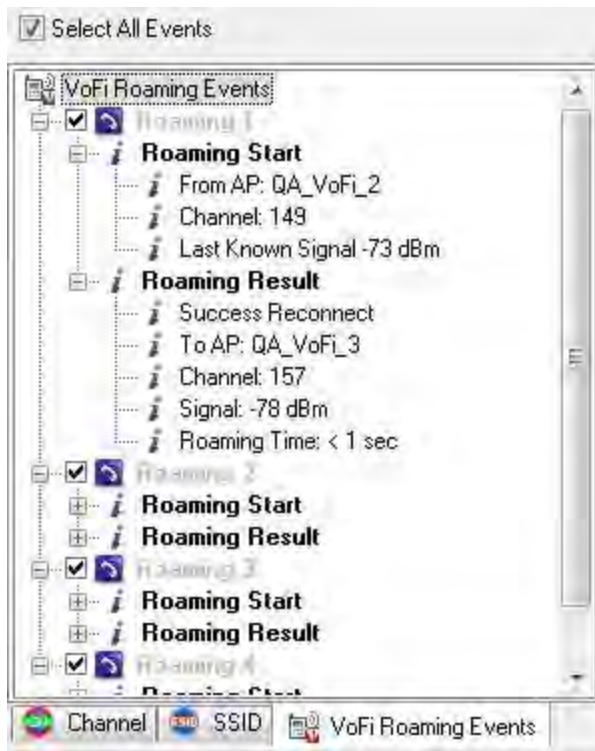 Select All Events
VoFi Roaming Events
Roaming 1
Roaming Start
From AP: QA_VoFi_2
Channel: 149
Last Known Signal -73 dBm
Roaming Result
Success Reconnect
To AP: QA_VoFi_3
Channel: 157
Signal: -78 dBm
Roaming Time: < 1 sec
Roaming 2
Roaming Start
Roaming Result
Roaming 3
Roaming Start
Roaming Result
Roaming 4
Roaming Start
Channel SSID VoFi Roaming Events